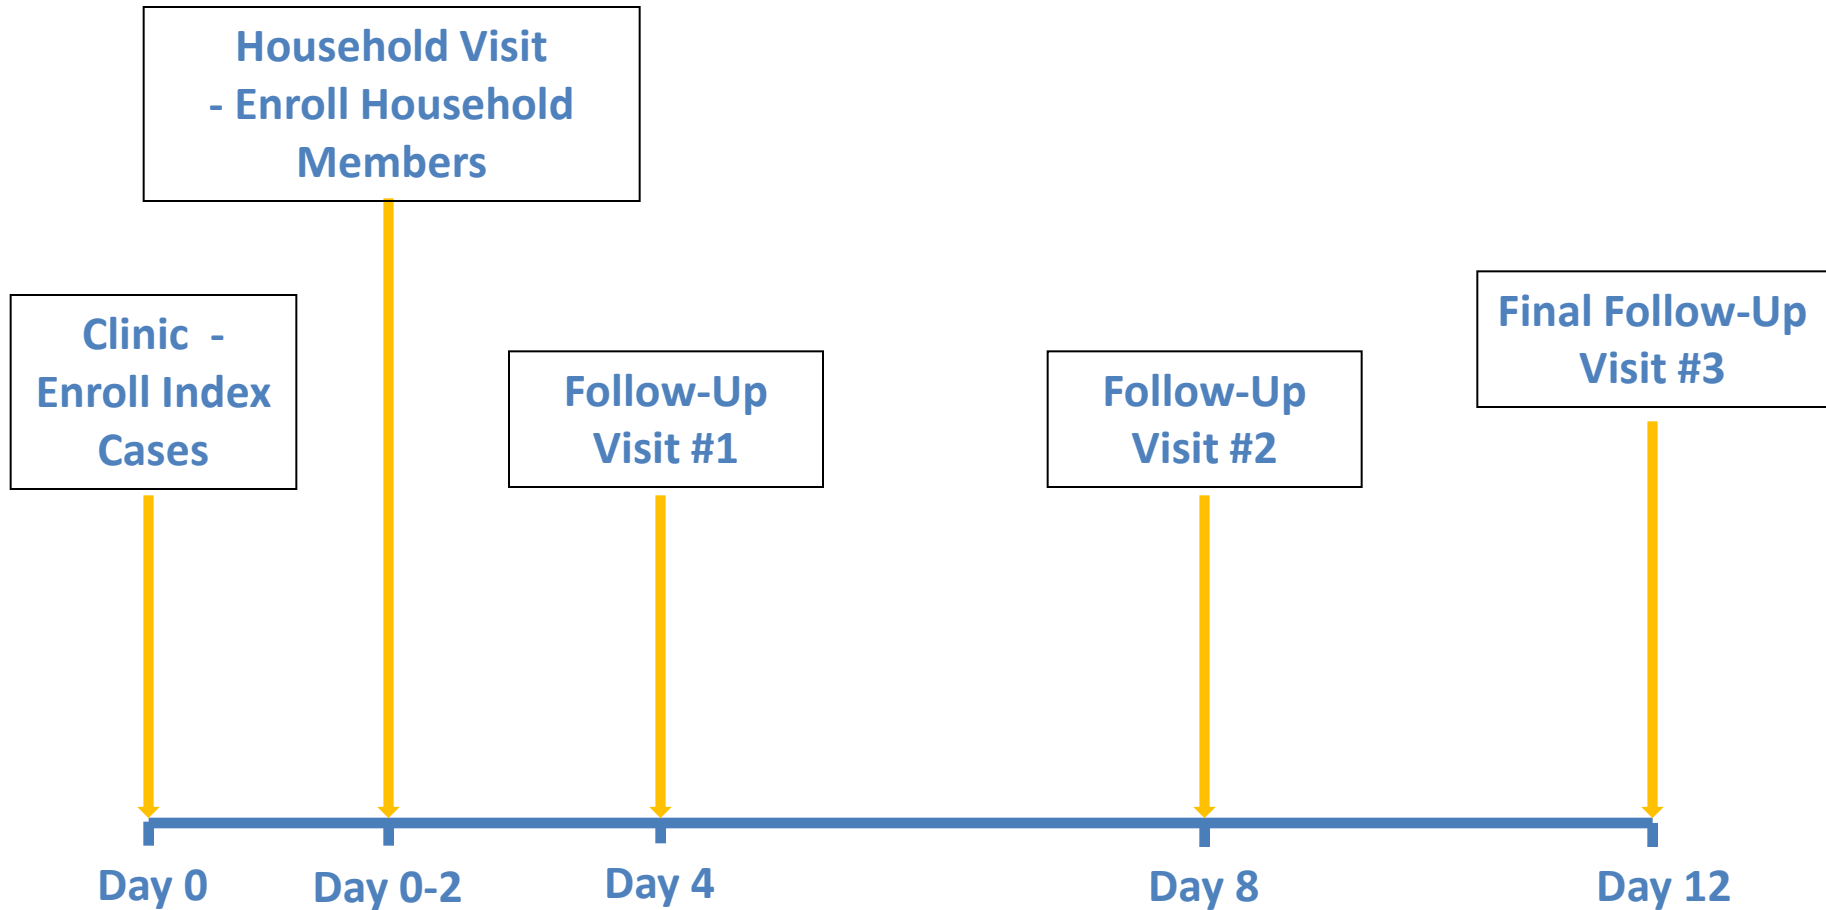 Household Visit
- Enroll Household
Members
Clinic -
Enroll Index
Cases
Follow-Up
Visit #1
Follow-Up
Visit #2
Final Follow-Up
Visit #3
Day 0
Day 0-2
Day 4
Day 8
Day 12